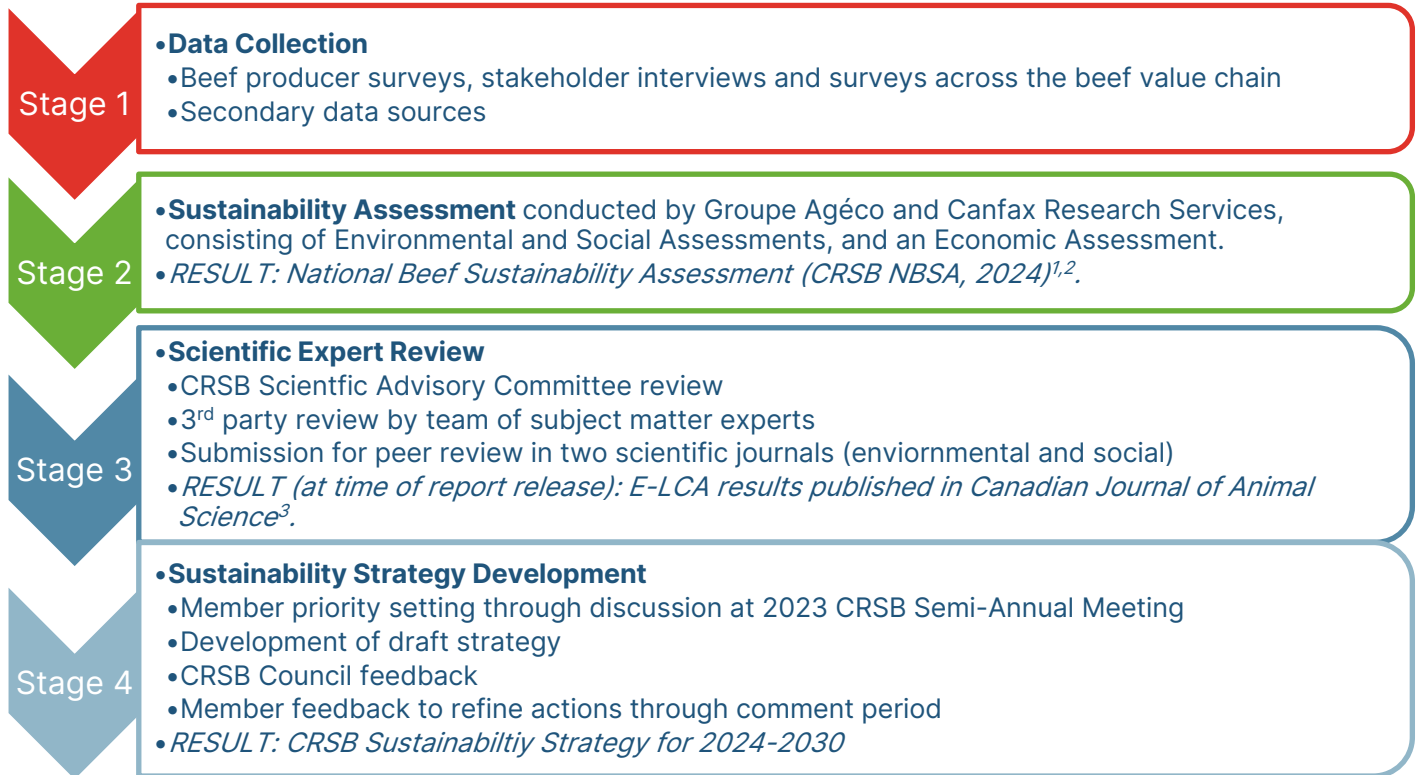 Stage 1
•Data Collection
•Beef producer surveys, stakeholder interviews and surveys across the beef value chain
•Secondary data sources
Stage 2
•Sustainability Assessment conducted by Groupe Agéco and Canfax Research Services,
consisting of Environmental and Social Assessments, and an Economic Assessment.
•RESULT: National Beef Sustainability Assessment (CRSB NBSA, 2024)1,2.
Stage 3
•Scientific Expert Review
•CRSB Scientfic Advisory Committee review
•3rd party review by team of subject matter experts
•Submission for peer review in two scientific journals (enviornmental and social)
•RESULT (at time of report release): E-LCA results published in Canadian Journal of Animal
Science3.
Stage 4
•Sustainability Strategy Development
•Member priority setting through discussion at 2023 CRSB Semi-Annual Meeting
•Development of draft strategy
•CRSB Council feedback
•Member feedback to refine actions through comment period
•RESULT: CRSB Sustainabiltiy Strategy for 2024-2030